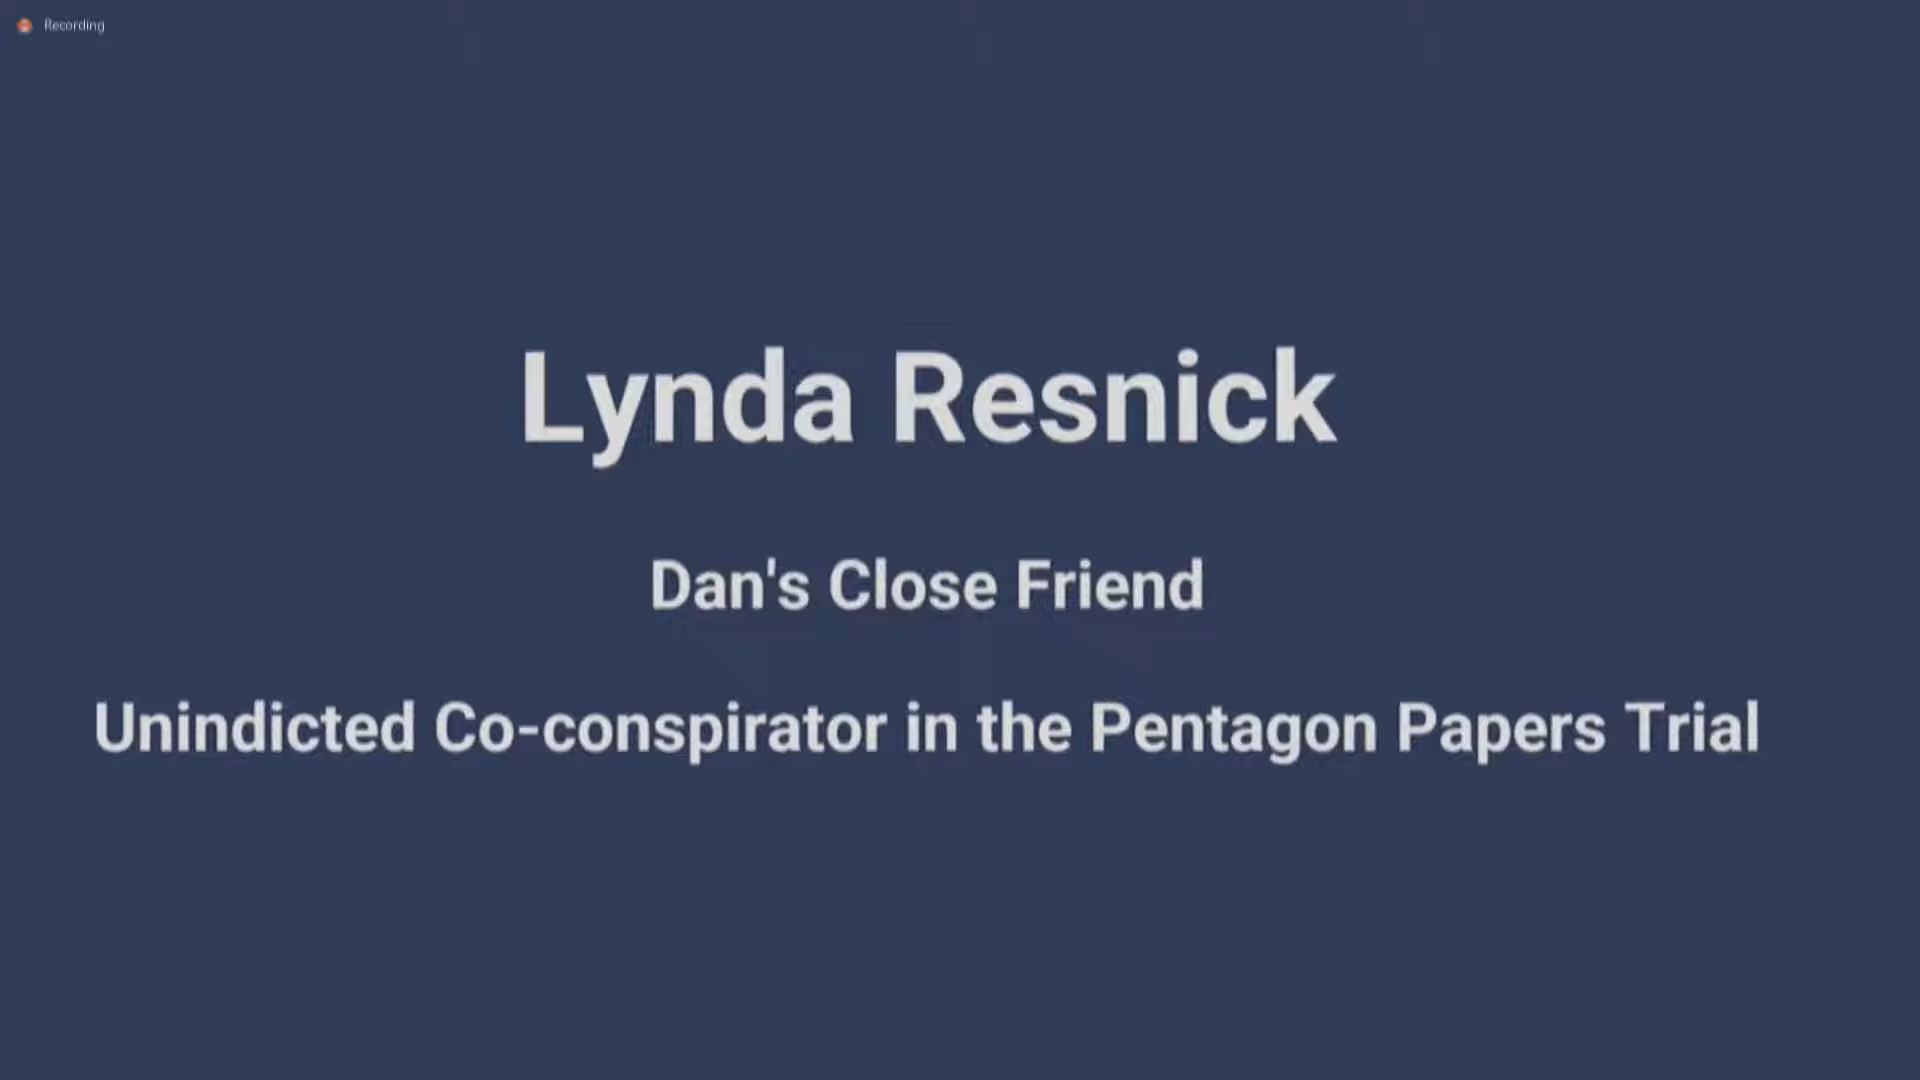 Recording
Lynda Resnick
Dan's Close Friend
Unindicted Co-conspirator in the Pentagon Papers Trial